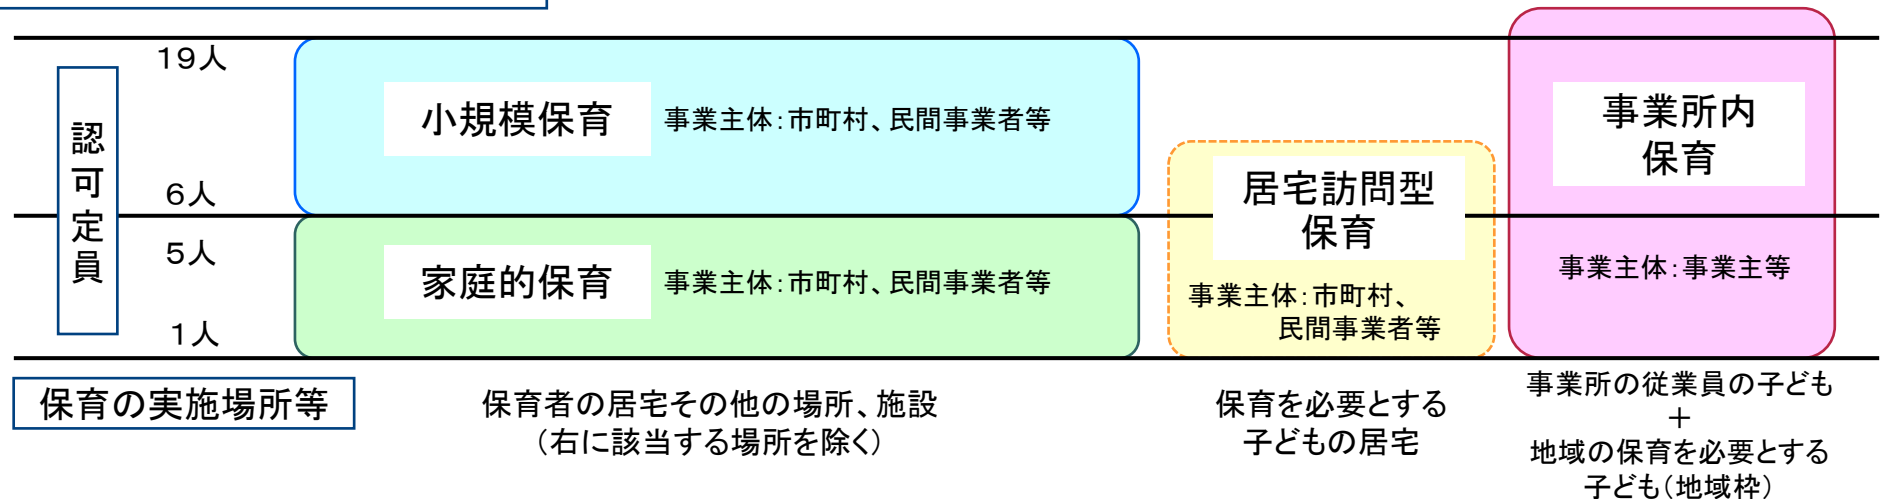 認可定員
19人
6人
5人
1人
小規模保育
事業主体：市町村、民間事業者等
家庭的保育
事業主体：市町村、民間事業者等
居宅訪問型
保育
事業主体：市町村、
民間事業者等
事業所内
保育
事業主体：事業主等
保育の実施場所等
保育者の居宅その他の場所、施設
（右に該当する場所を除く）
保育を必要とする
子どもの居宅
事業所の従業員の子ども
＋
地域の保育を必要とする
子ども（地域枠）